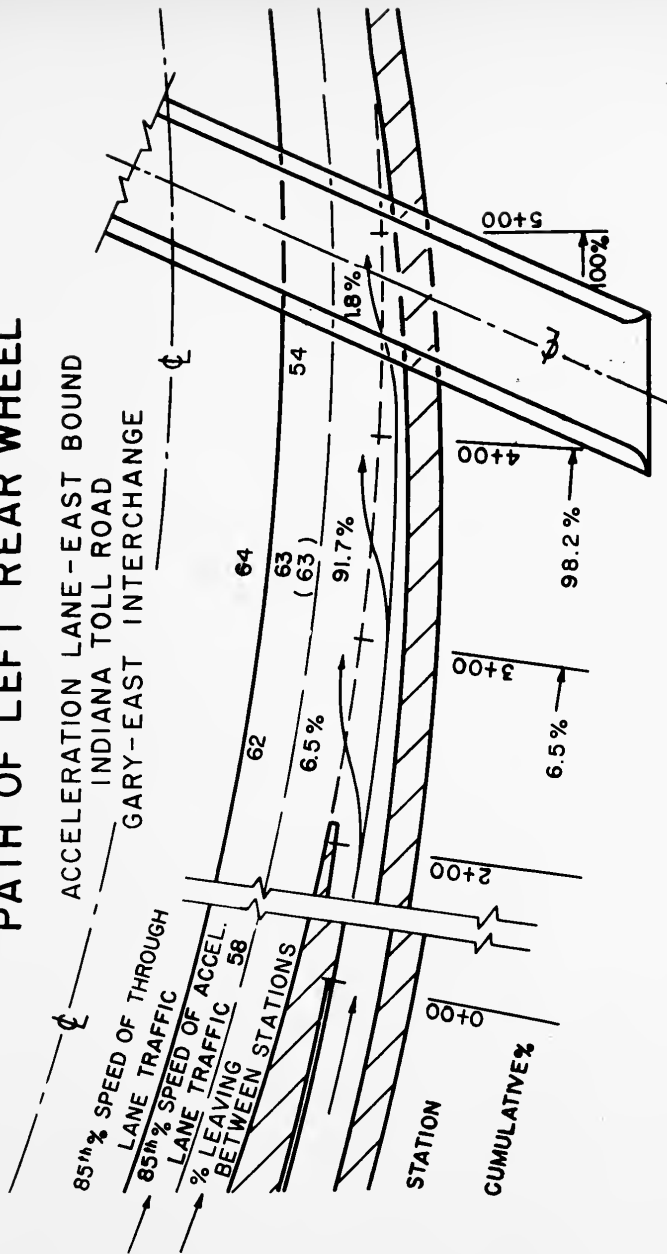 PATH OF LEFT REAR WHEEL
ACCELERATION LANE-EAST BOUND
INDIANA TOLL ROAD
GARY-EAST INTERCHANGE
℄
℄
85th % SPEED OF THROUGH
LANE TRAFFIC
62
64
85th % SPEED OF ACCEL.
LANE TRAFFIC
58
63
(63)
54
% LEAVING
BETWEEN STATIONS
6.5 %
91.7 %
1.8 %
STATION
0+00
2+00
3+00
4+00
5+00
CUMULATIVE %
6.5 %
98.2 %
100%
℄